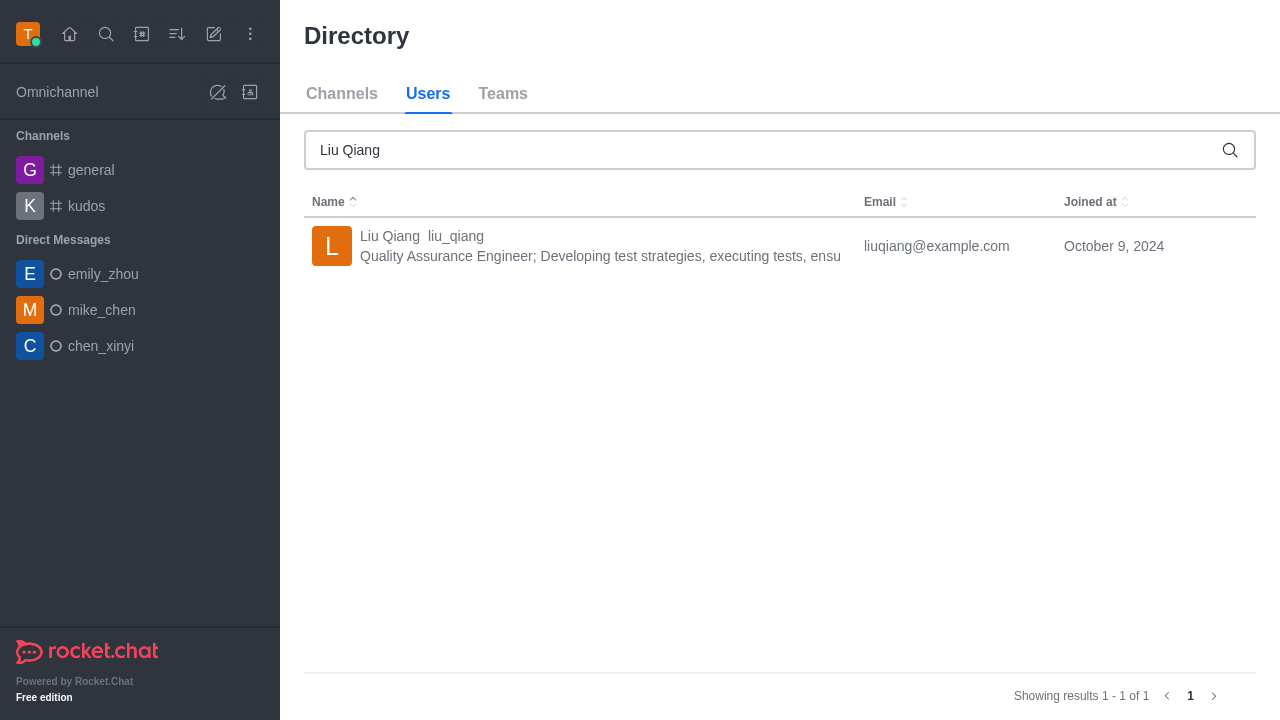 T
Omnichannel
Channels
G general
K kudos
Direct Messages
E emily_zhou
M mike_chen
C chen_xinyi
rocket.chat
Powered by Rocket.Chat
Free edition
Directory
Channels Users Teams
Liu Qiang
Name Email Joined at
L
Liu Qiang liu_qiang
Quality Assurance Engineer; Developing test strategies, executing tests, ensu
liuqiang@example.com
October 9, 2024
Showing results 1 - 1 of 1 1